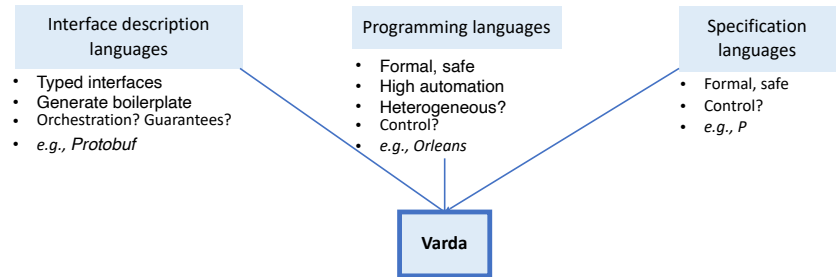 Interface description
languages
• Typed interfaces
• Generate boilerplate
• Orchestration? Guarantees?
• e.g., Protobuf
Programming languages
• Formal, safe
• High automation
• Heterogeneous?
• Control?
• e.g., Orleans
Specification
languages
• Formal, safe
• Control?
• e.g., P
Varda